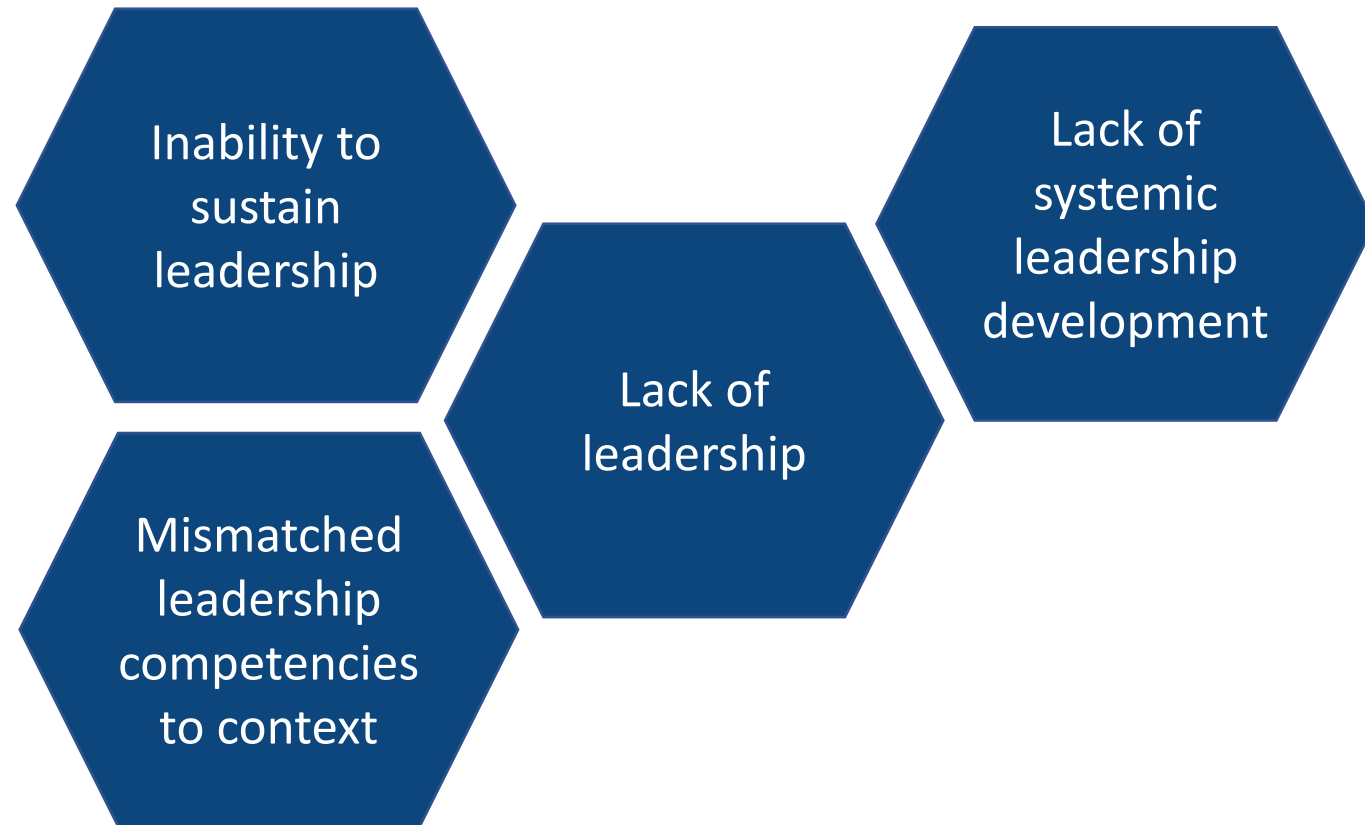 Inability to
sustain
leadership
Mismatched
leadership
competencies
to context
Lack of
leadership
Lack of
systemic
leadership
development